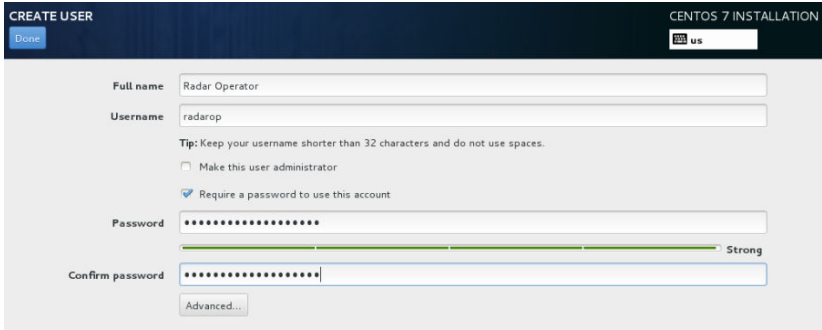 CREATE USER
CENTOS 7 INSTALLATION
Done
us
Full name
Radar Operator
Username
radarop
Tip: Keep your username shorter than 32 characters and do not use spaces.
Make this user administrator
Require a password to use this account
Password
•••••••••••••••••••
Strong
Confirm password
•••••••••••••••••••
Advanced...